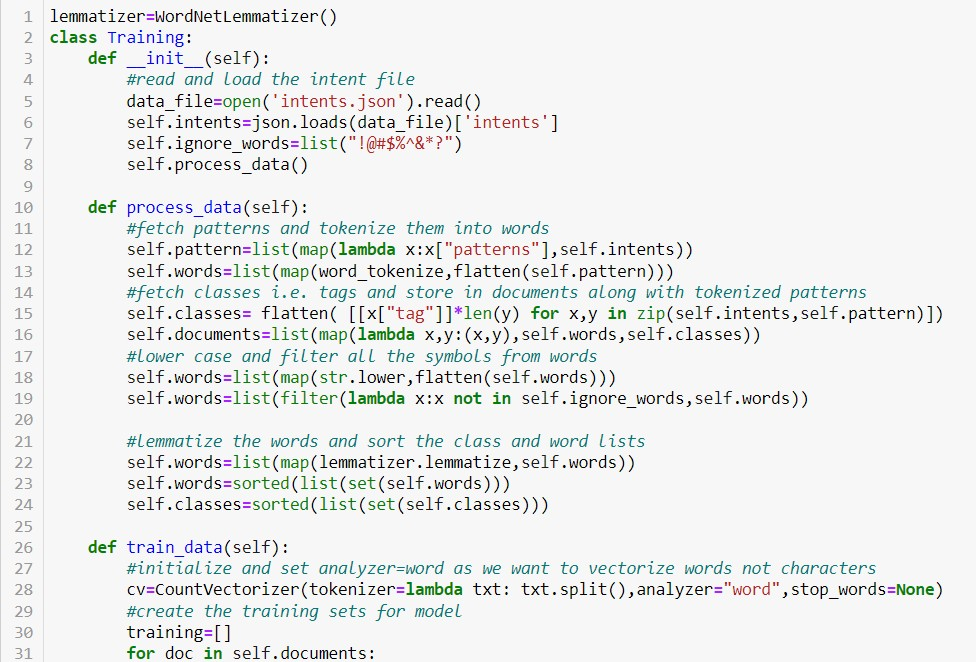 1 lemmatizer=WordNetLemmatizer()
2 class Training:
3     def __init__(self):
4         #read and load the intent file
5         data_file=open('intents.json').read()
6         self.intents=json.loads(data_file)['intents']
7         self.ignore_words=list("!@#$%^&*?")
8         self.process_data()
9
10     def process_data(self):
11         #fetch patterns and tokenize them into words
12         self.pattern=list(map(lambda x:x["patterns"],self.intents))
13         self.words=list(map(word_tokenize,flatten(self.pattern)))
14         #fetch classes i.e. tags and store in documents along with tokenized patterns
15         self.classes= flatten( [[x["tag"]]*len(y) for x,y in zip(self.intents,self.pattern)])
16         self.documents=list(map(lambda x,y:(x,y),self.words,self.classes))
17         #lower case and filter all the symbols from words
18         self.words=list(map(str.lower,flatten(self.words)))
19         self.words=list(filter(lambda x:x not in self.ignore_words,self.words))
20
21         #lemmatize the words and sort the class and word lists
22         self.words=list(map(lemmatizer.lemmatize,self.words))
23         self.words=sorted(list(set(self.words)))
24         self.classes=sorted(list(set(self.classes)))
25
26     def train_data(self):
27         #initialize and set analyzer=word as we want to vectorize words not characters
28         cv=CountVectorizer(tokenizer=lambda txt: txt.split(),analyzer="word",stop_words=None)
29         #create the training sets for model
30         training=[]
31         for doc in self.documents: